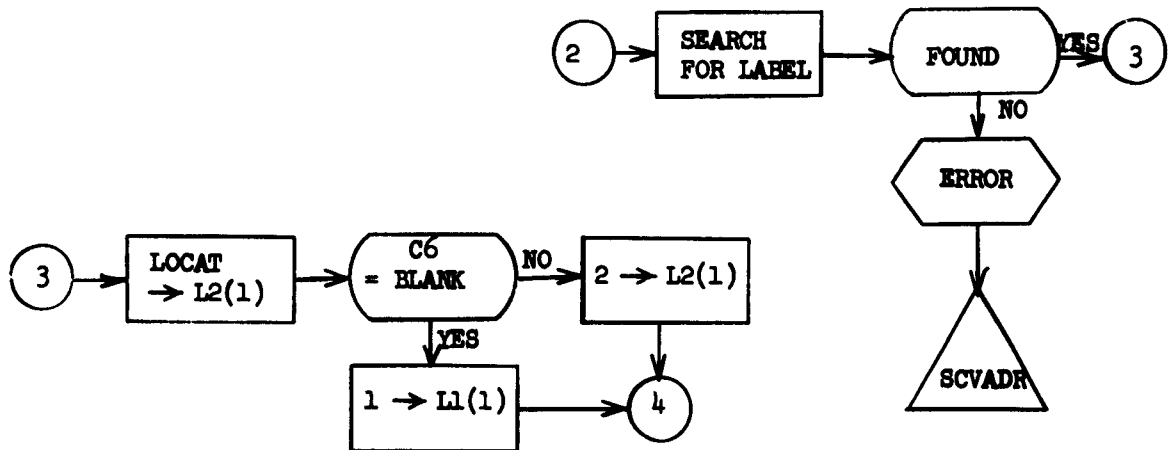 2
SEARCH
FOR LABEL
FOUND
YES
3
NO
ERROR
SCVADR
3
LOCAT
→ L2(1)
C6
= BLANK
NO
2 → L2(1)
YES
1 → L1(1)
4